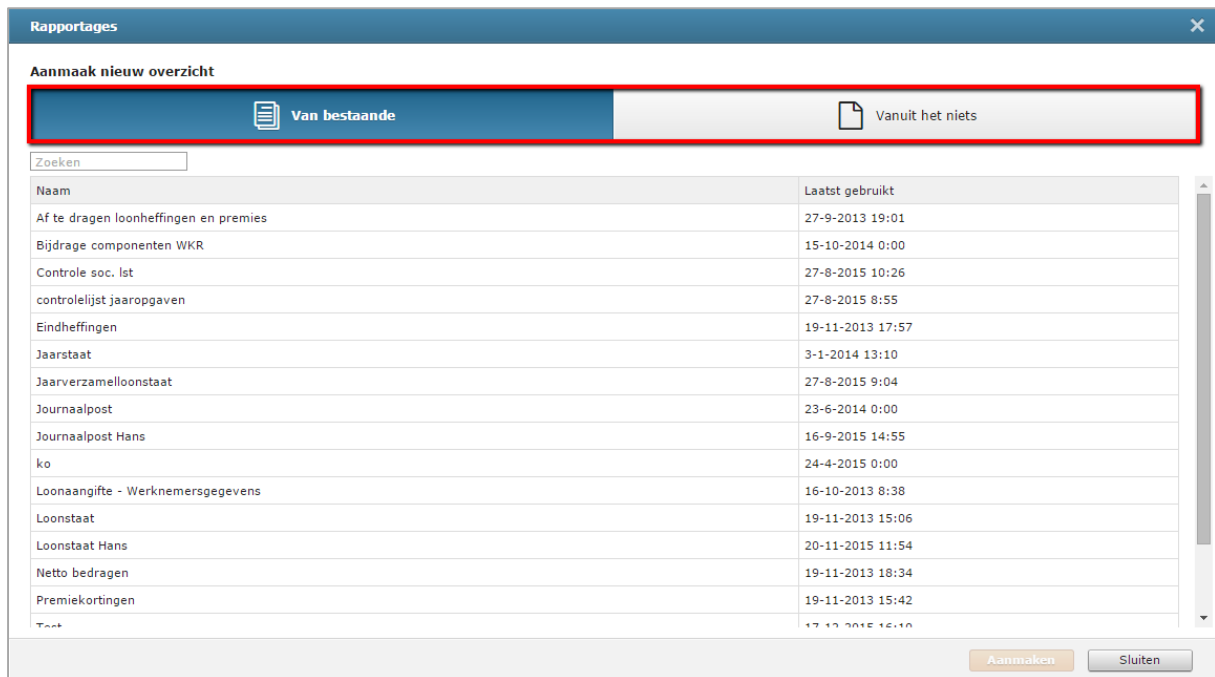 Rapportages
Aanmaak nieuw overzicht
Van bestaande Vanuit het niets
Zoeken
Naam Laatst gebruikt
Af te dragen loonheffingen en premies 27-9-2013 19:01
Bijdrage componenten WKR 15-10-2014 0:00
Controle soc. lst 27-8-2015 10:26
controlelijst jaaropgaven 27-8-2015 8:55
Eindheffingen 19-11-2013 17:57
Jaarstaat 3-1-2014 13:10
Jaarverzamelloonstaat 27-8-2015 9:04
Journaalpost 23-6-2014 0:00
Journaalpost Hans 16-9-2015 14:55
ko 24-4-2015 0:00
Loonaangifte - Werknemersgegevens 16-10-2013 8:38
Loonstaat 19-11-2013 15:06
Loonstaat Hans 20-11-2015 11:54
Netto bedragen 19-11-2013 18:34
Premiekortingen 19-11-2013 15:42
Test 17-12-2015 16:10
Aanmaken Sluiten